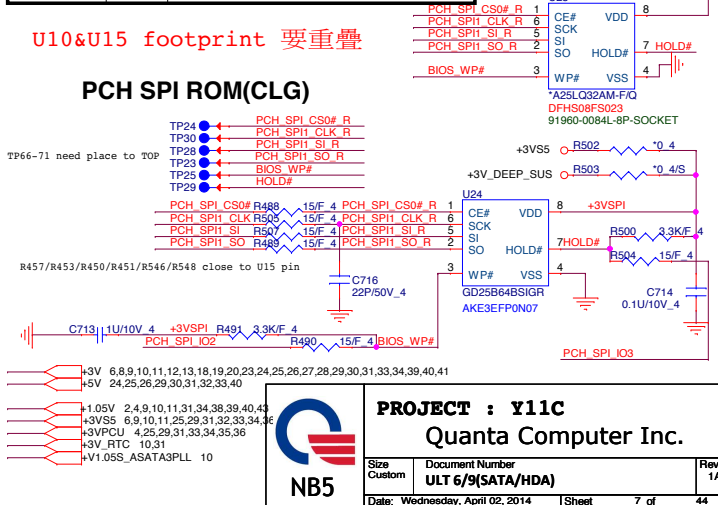 PCH_SPI_CS0#_R 1
PCH_SPI1_CLK_R 6
PCH_SPI1_SI_R 5
PCH_SPI1_SO_R 2
BIOS_WP# 3
CE# VDD 8
SCK
SI
SO HOLD# 7 HOLD#
WP# VSS 4
*A25LQ32AM-F/Q
DFHS08FS023
91960-0084L-8P-SOCKET
U10&U15 footprint 要重疊
PCH SPI ROM(CLG)
TP24 PCH_SPI_CS0#_R
TP30 PCH_SPI1_CLK_R
TP28 PCH_SPI1_SI_R
TP23 PCH_SPI1_SO_R
TP25 BIOS_WP#
TP29 HOLD#
TP66-71 need place to TOP
+3VS5 R502 *0_4
+3V_DEEP_SUS R503 *0_4/S
U24
PCH_SPI_CS0# R488 15/F_4 PCH_SPI_CS0#_R 1 CE# VDD 8 +3VSPI
PCH_SPI1_CLK R505 15/F_4 PCH_SPI1_CLK_R 6 SCK
PCH_SPI1_SI R507 15/F_4 PCH_SPI1_SI_R 5 SI
PCH_SPI1_SO R489 15/F_4 PCH_SPI1_SO_R 2 SO HOLD# 7 HOLD#
3 WP# VSS 4
R500 3.3K/F_4
R504 15/F_4
GD25B64BSIGR
AKE3EFP0N07
R457/R453/R450/R451/R546/R548 close to U15 pin
C716
22P/50V_4
C714
0.1U/10V_4
C713 1U/10V_4 +3VSPI R491 3.3K/F_4
PCH_SPI_IO2 R490 15/F_4 BIOS_WP#
PCH_SPI_IO3
+3V 6,8,9,10,11,12,13,18,19,20,23,24,25,26,27,28,29,30,31,33,34,39,40,41
+5V 24,25,26,29,30,31,32,33,40
+1.05V 2,4,9,10,11,31,34,38,39,40,43
+3VS5 6,9,10,11,25,29,31,32,33,34,36
+3VPCU 4,25,29,31,33,34,35,36
+3V_RTC 10,31
+V1.05S_ASATA3PLL 10
NB5
PROJECT : Y11C
Quanta Computer Inc.
Size
Custom
Document Number
ULT 6/9(SATA/HDA)
Rev
1A
Date: Wednesday, April 02, 2014 Sheet 7 of 44